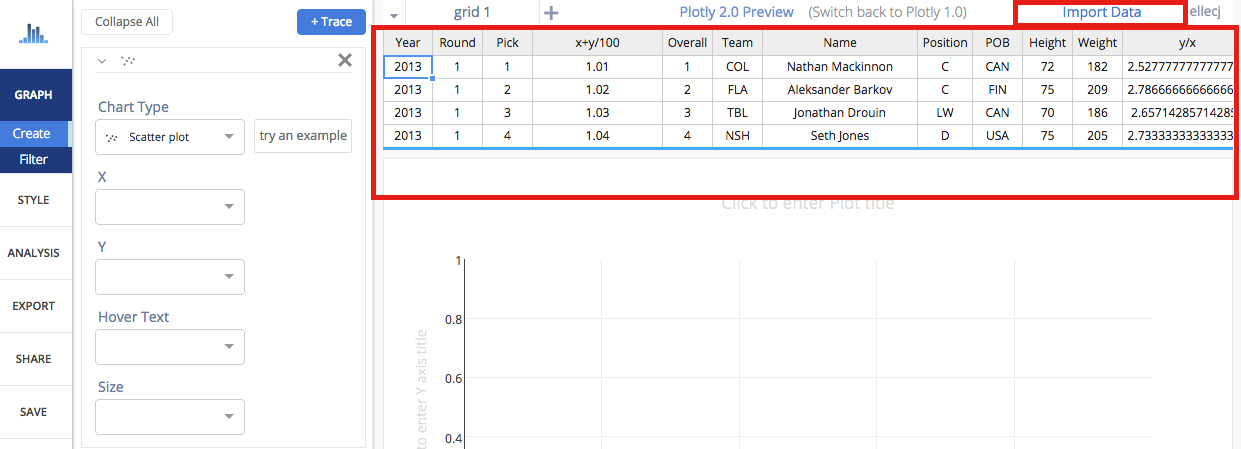 Collapse All
+ Trace
grid 1
Plotly 2.0 Preview (Switch back to Plotly 1.0)
Import Data
ellecj
GRAPH
Create
Filter
STYLE
ANALYSIS
EXPORT
SHARE
SAVE
Chart Type
Scatter plot
try an example
X
Y
Hover Text
Size
Year Round Pick x+y/100 Overall Team Name Position POB Height Weight y/x
2013 1 1 1.01 1 COL Nathan Mackinnon C CAN 72 182 2.52777777777777
2013 1 2 1.02 2 FLA Aleksander Barkov C FIN 75 209 2.78666666666666
2013 1 3 1.03 3 TBL Jonathan Drouin LW CAN 70 186 2.65714285714285
2013 1 4 1.04 4 NSH Seth Jones D USA 75 205 2.73333333333333
Click to enter Plot title
1
0.8
0.6
0.4
to enter Y axis title